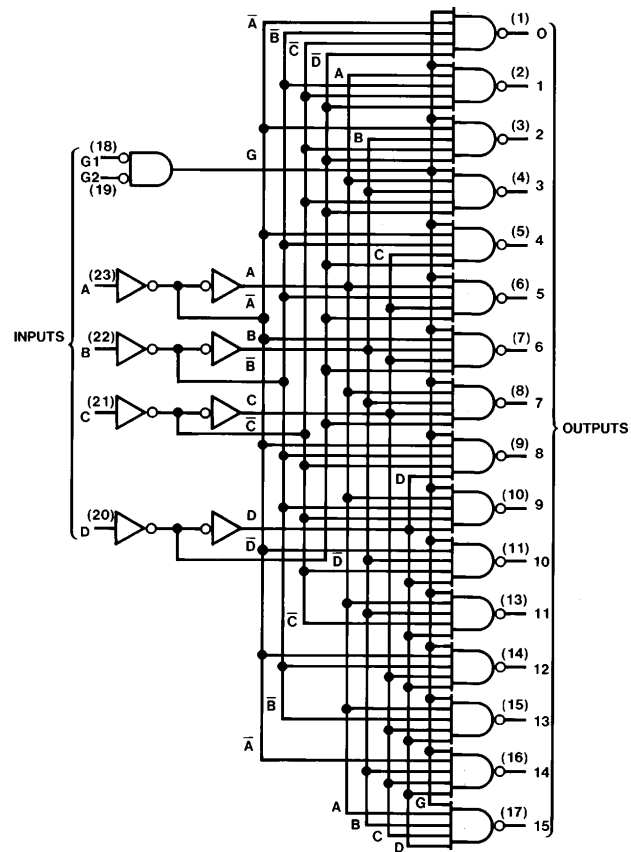 A̅
B̅
C̅
D̅
A
B
G
C
D
D̅
C̅
B̅
A̅
G
A
B
C
D
INPUTS
(18)
G1
G2
(19)
(23)
A
A
A̅
(22)
B
B
B̅
(21)
C
C
C̅
(20)
D
D
D̅
(1)
0
(2)
1
(3)
2
(4)
3
(5)
4
(6)
5
(7)
6
(8)
7
(9)
8
(10)
9
(11)
10
(13)
11
(14)
12
(15)
13
(16)
14
(17)
15
OUTPUTS